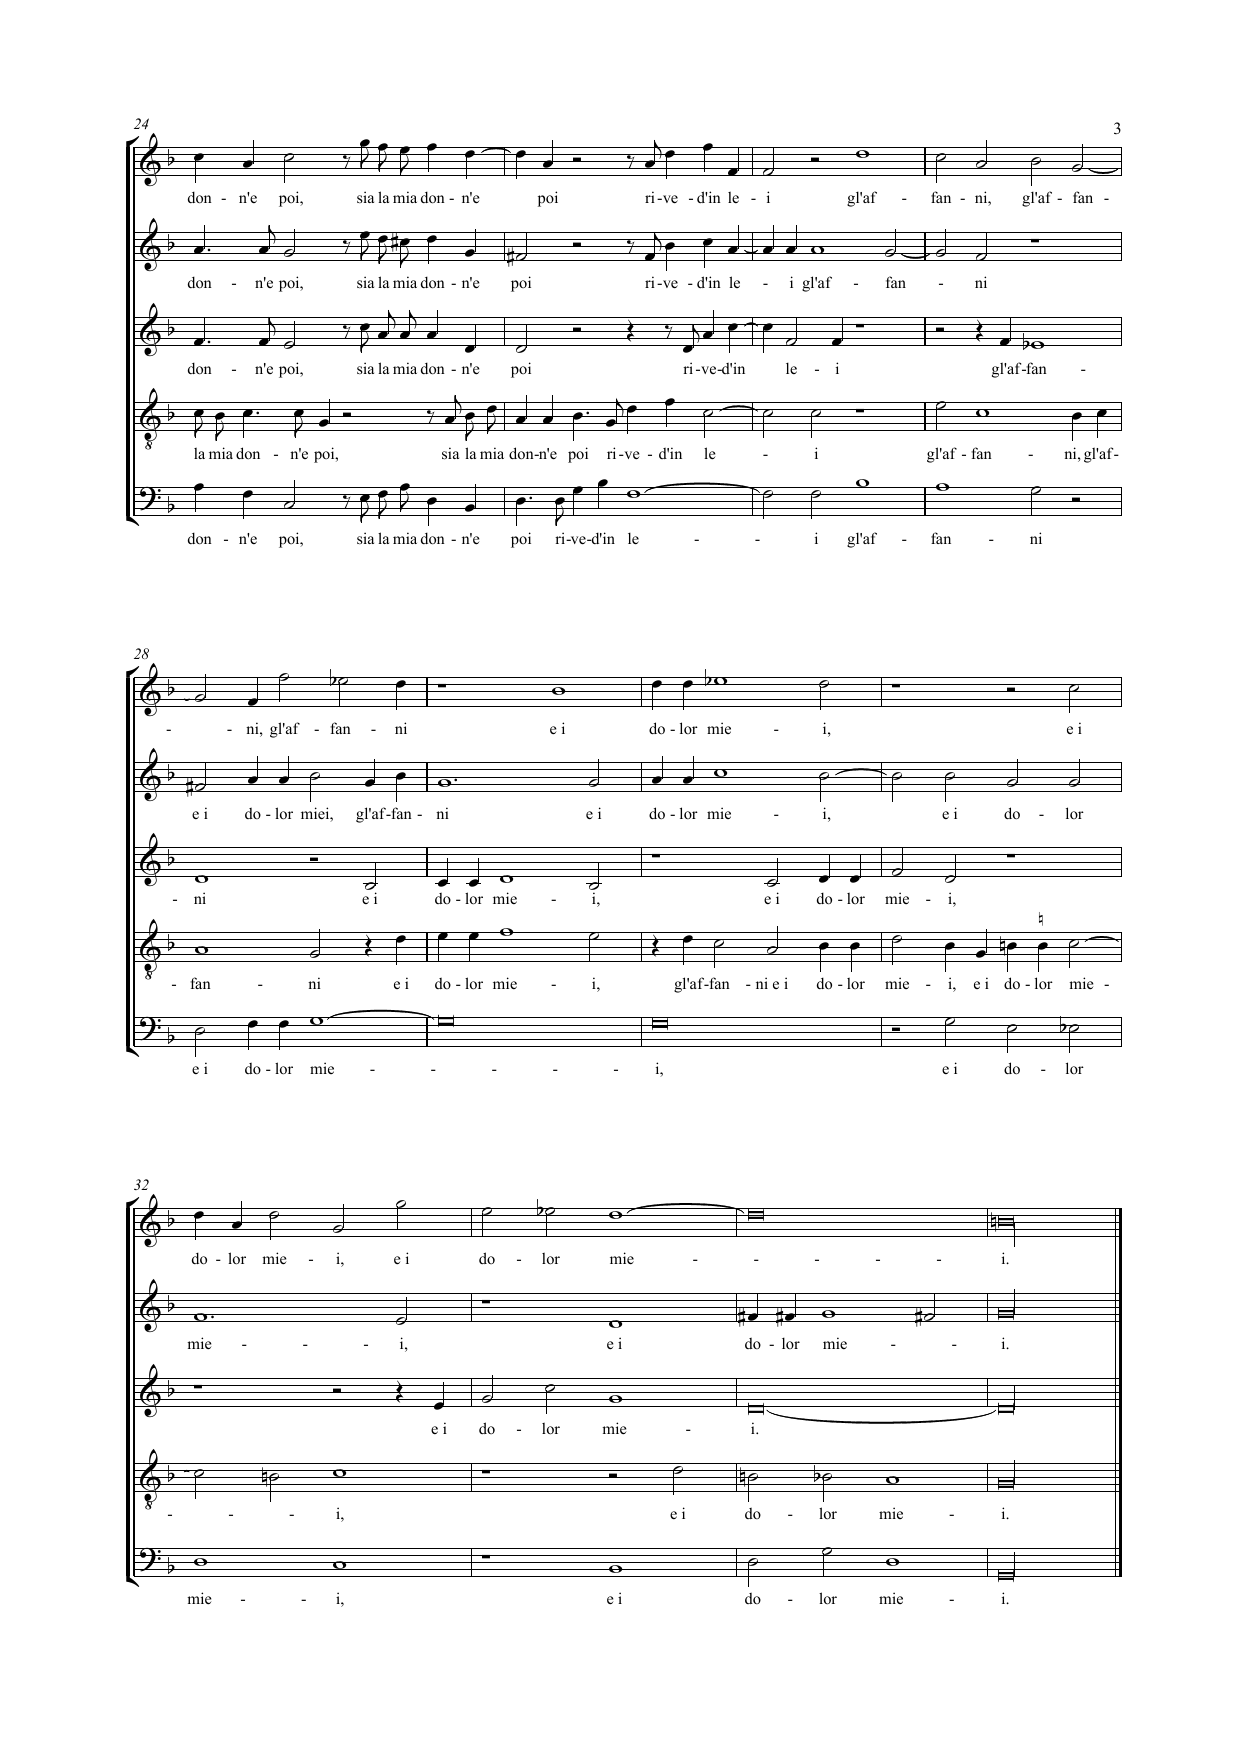 24
3
don - n'e poi, sia la mia don - n'e poi ri - ve - d'in le - i gl'af - fan - ni, gl'af - fan -
don - n'e poi, sia la mia don - n'e poi ri - ve - d'in le - i gl'af - fan - ni
don - n'e poi, sia la mia don - n'e poi ri - ve - d'in le - i gl'af - fan -
8
la mia don - n'e poi, sia la mia don - n'e poi ri - ve - d'in le - i gl'af - fan - ni, gl'af -
don - n'e poi, sia la mia don - n'e poi ri - ve - d'in le - - i gl'af - fan - ni
28
- - ni, gl'af - fan - ni e i do - lor mie - i, e i
e i do - lor miei, gl'af - fan - ni e i do - lor mie - i, e i do - lor
- ni e i do - lor mie - i, e i do - lor mie - i,
8
- fan - ni e i do - lor mie - i, gl'af - fan - ni e i do - lor mie - i, e i do - lor mie -
e i do - lor mie - - - - - i, e i do - lor
32
do - lor mie - i, e i do - lor mie - - - - - i.
mie - - - i, e i do - lor mie - - i.
e i do - lor mie - i.
8
- - - i, e i do - lor mie - i.
mie - - i, e i do - lor mie - i.